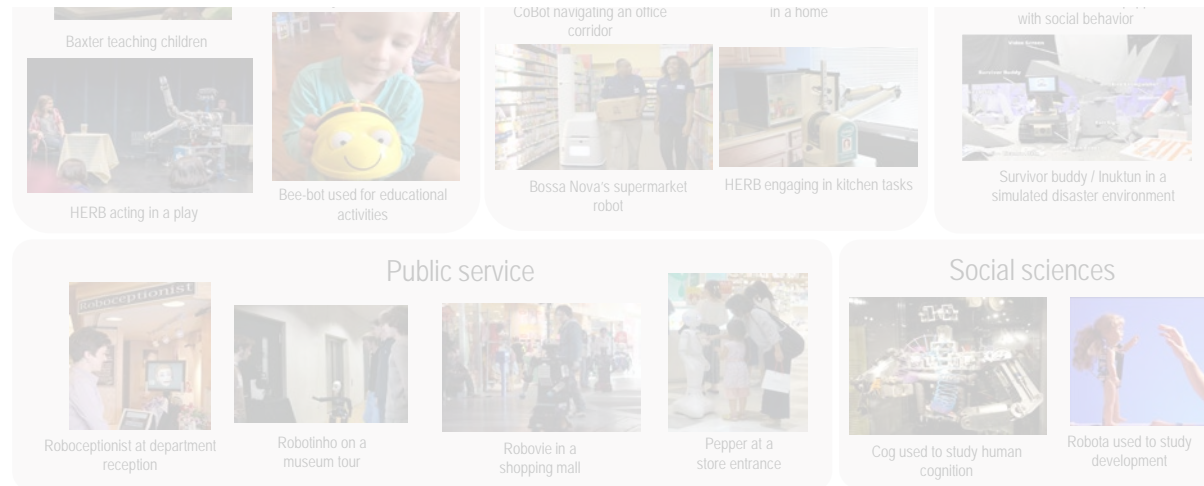 CoBot navigating an office
corridor
in a home
with social behavior
Baxter teaching children
Bee-bot used for educational
activities
HERB acting in a play
Bossa Nova's supermarket
robot
HERB engaging in kitchen tasks
Survivor buddy / Inuktun in a
simulated disaster environment
Public service
Social sciences
Roboceptionist
Roboceptionist at department
reception
Robotinho on a
museum tour
Robovie in a
shopping mall
Pepper at a
store entrance
Cog used to study human
cognition
Robota used to study
development